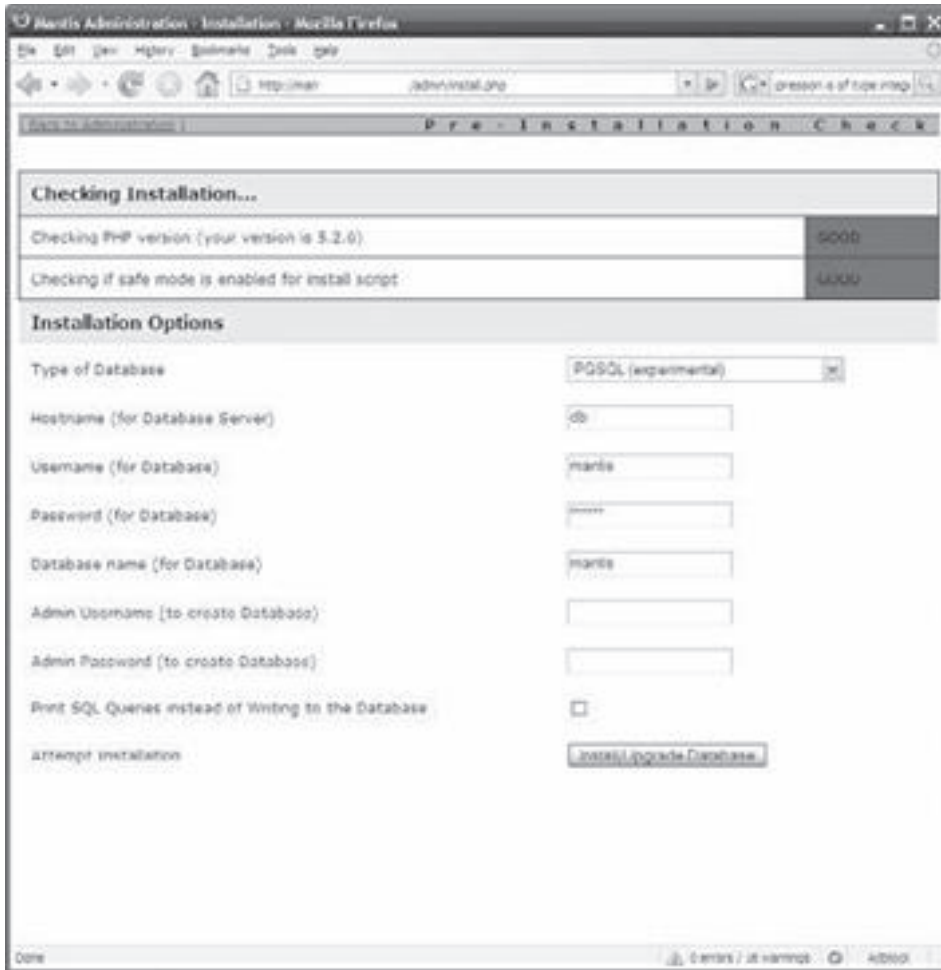 Mantis Administration - Installation - Mozilla Firefox
File Edit View History Bookmarks Tools Help
/admin/install.php
[ Back to Administration ]
Pre-Installation Check
Checking Installation...
Checking PHP version (your version is 5.2.6)
GOOD
Checking if safe mode is enabled for install script
GOOD
Installation Options
Type of Database
PGSQL (experimental)
Hostname (for Database Server)
db
Username (for Database)
mantis
Password (for Database)
******
Database name (for Database)
mantis
Admin Username (to create Database)
Admin Password (to create Database)
Print SQL Queries instead of Writing to the Database
Attempt Installation
Install/Upgrade Database
Done
0 errors / warnings
Adblock